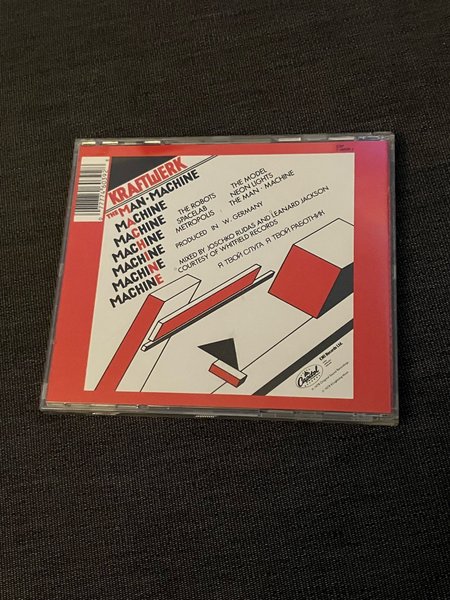 KRAFTWERK
THE MAN·MACHINE
MACHINE
MACHINE
MACHINE
MACHINE
MACHINE
MACHINE
THE ROBOTS
SPACELAB
METROPOLIS
THE MODEL
NEON LIGHTS
THE MAN · MACHINE
PRODUCED IN W. GERMANY
MIXED BY JOSCHKO RUDAS AND LEANARD JACKSON
COURTESY OF WHITFIELD RECORDS
Я ТВОЙ СЛУГА Я ТВОЙ РАБОТНИК
EMI Records Ltd.
Capitol